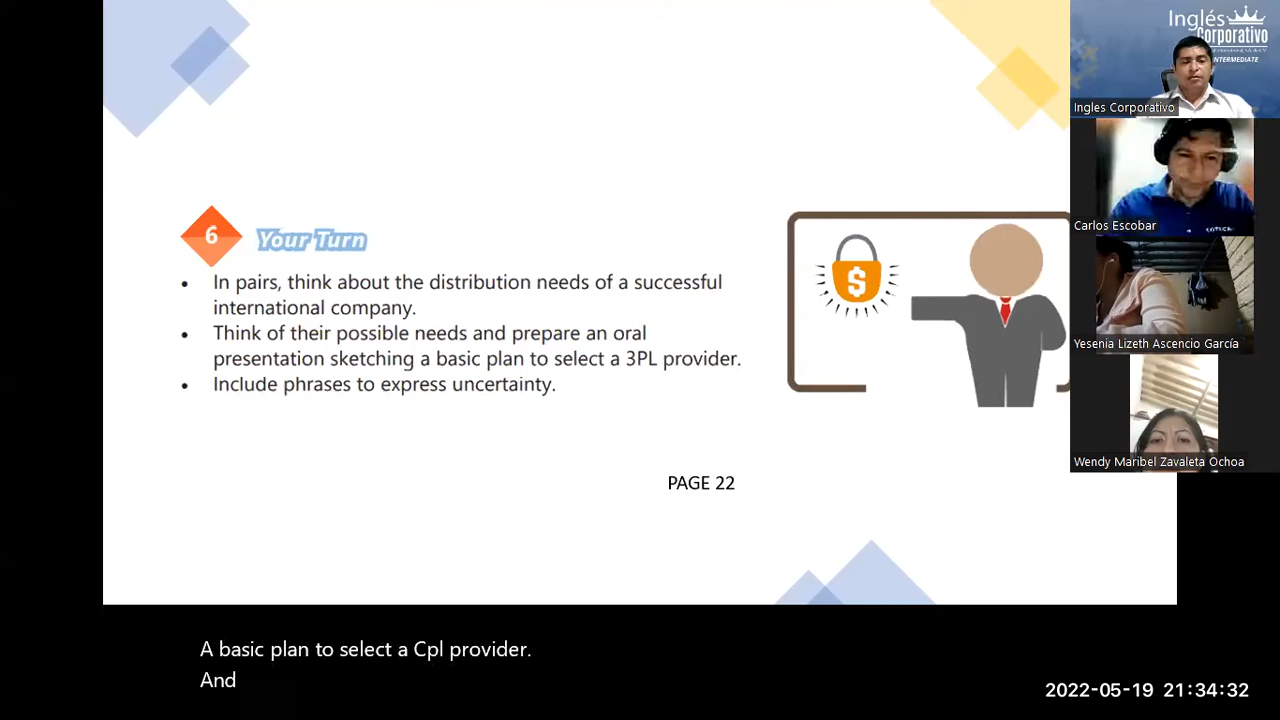 6
Your Turn
In pairs, think about the distribution needs of a successful
international company.
Think of their possible needs and prepare an oral
presentation sketching a basic plan to select a 3PL provider.
Include phrases to express uncertainty.
$
PAGE 22
Inglés
Corporativo
INTERMEDIATE
Ingles Corporativo
Carlos Escobar
Yesenia Lizeth Ascencio García
Wendy Maribel Zavaleta Ochoa
A basic plan to select a Cpl provider.
And
2022-05-19 21:34:32